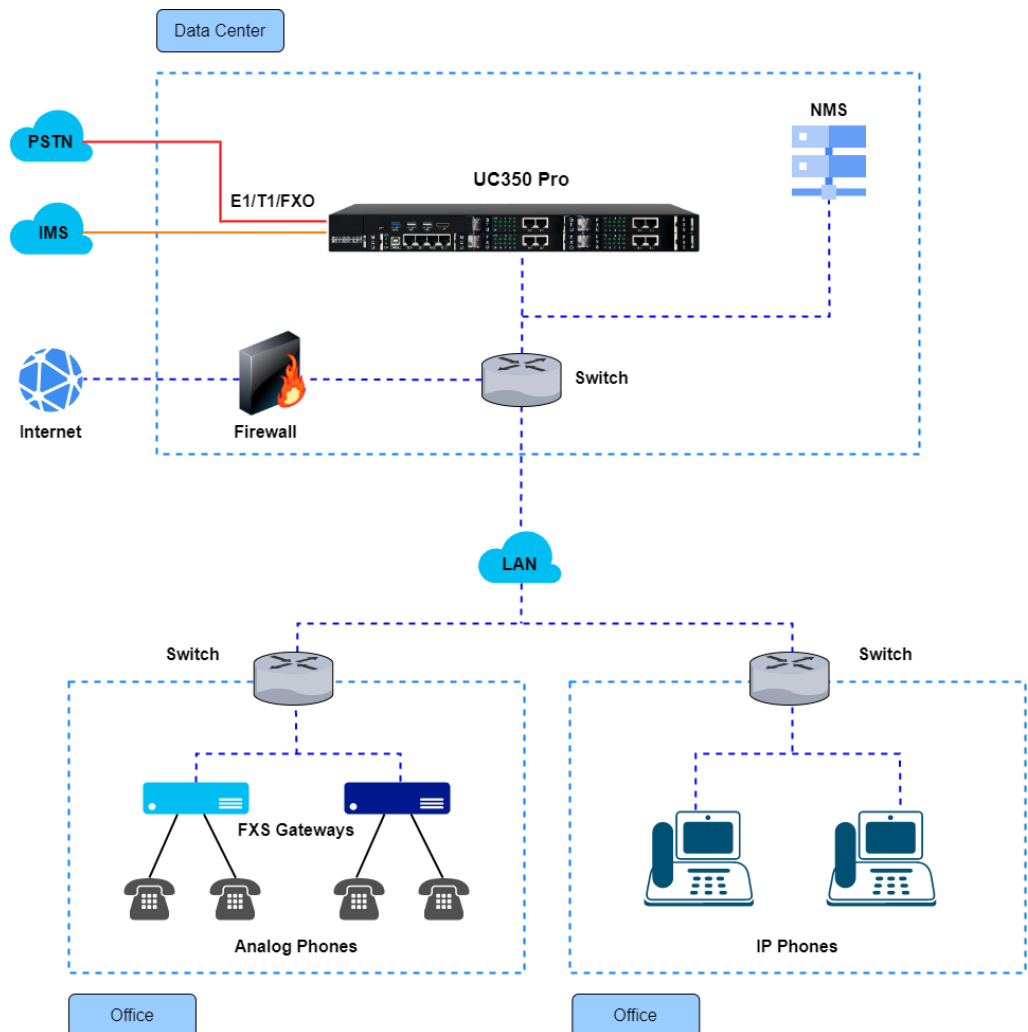 Data Center
NMS
PSTN
UC350 Pro
E1/T1/FXO
IMS
Switch
Internet
Firewall
LAN
Switch
Switch
FXS Gateways
Analog Phones
IP Phones
Office
Office